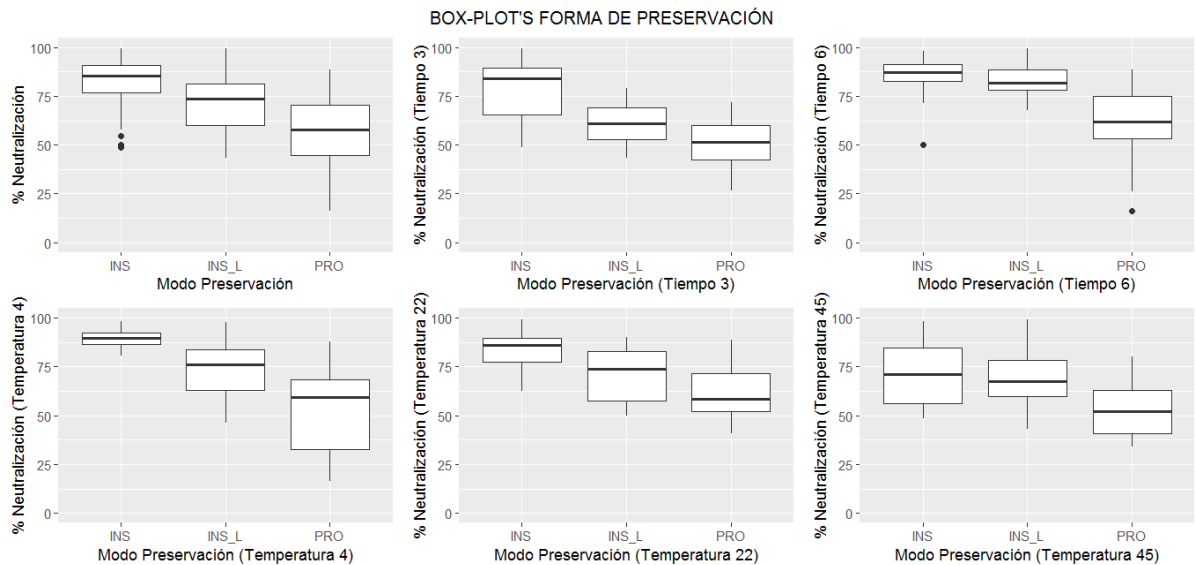 BOX-PLOT'S FORMA DE PRESERVACIÓN
% Neutralización
100
75
50
25
0
INS INS_L PRO
Modo Preservación
% Neutralización (Tiempo 3)
100
75
50
25
0
INS INS_L PRO
Modo Preservación (Tiempo 3)
% Neutralización (Tiempo 6)
100
75
50
25
0
INS INS_L PRO
Modo Preservación (Tiempo 6)
% Neutralización (Temperatura 4)
100
75
50
25
0
INS INS_L PRO
Modo Preservación (Temperatura 4)
% Neutralización (Temperatura 22)
100
75
50
25
0
INS INS_L PRO
Modo Preservación (Temperatura 22)
% Neutralización (Temperatura 45)
100
75
50
25
0
INS INS_L PRO
Modo Preservación (Temperatura 45)